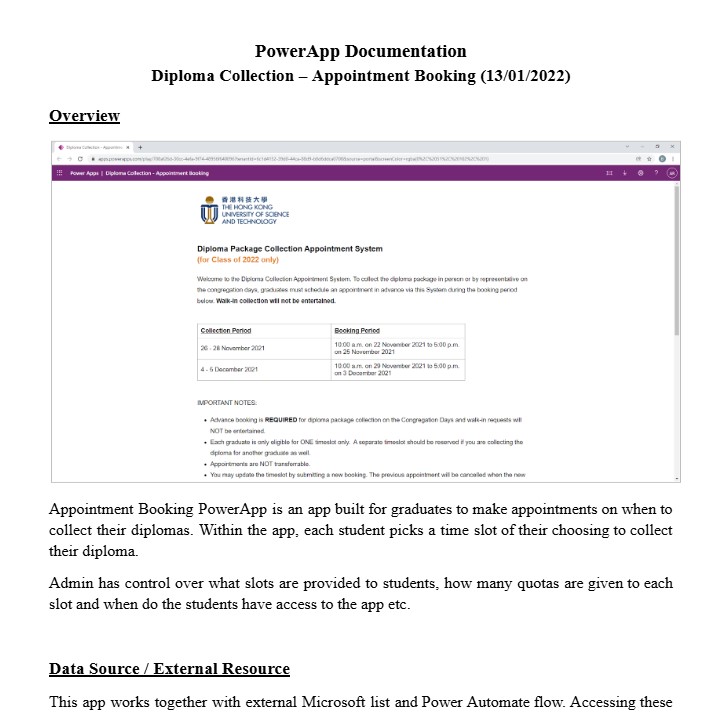 PowerApp Documentation
Diploma Collection – Appointment Booking (13/01/2022)
Overview
Diploma Collection - Appointm
Power Apps | Diploma Collection - Appointment Booking
香港科技大學
THE HONG KONG
UNIVERSITY OF SCIENCE
AND TECHNOLOGY
Diploma Package Collection Appointment System
(for Class of 2022 only)
Welcome to the Diploma Collection Appointment System. To collect the diploma package in person or by representative on
the congregation days, graduates must schedule an appointment in advance via this System during the booking period
below. Walk-in collection will not be entertained.
Collection Period Booking Period
26 - 28 November 2021 10:00 a.m. on 22 November 2021 to 5:00 p.m.
on 25 November 2021
4 - 5 December 2021 10:00 a.m. on 29 November 2021 to 5:00 p.m.
on 3 December 2021
IMPORTANT NOTES:
• Advance booking is REQUIRED for diploma package collection on the Congregation Days and walk-in requests will
NOT be entertained.
• Each graduate is only eligible for ONE timeslot only. A separate timeslot should be reserved if you are collecting the
diploma for another graduate as well.
• Appointments are NOT transferrable.
• You may update the timeslot by submitting a new booking. The previous appointment will be cancelled when the new
Appointment Booking PowerApp is an app built for graduates to make appointments on when to
collect their diplomas. Within the app, each student picks a time slot of their choosing to collect
their diploma.
Admin has control over what slots are provided to students, how many quotas are given to each
slot and when do the students have access to the app etc.
Data Source / External Resource
This app works together with external Microsoft list and Power Automate flow. Accessing these